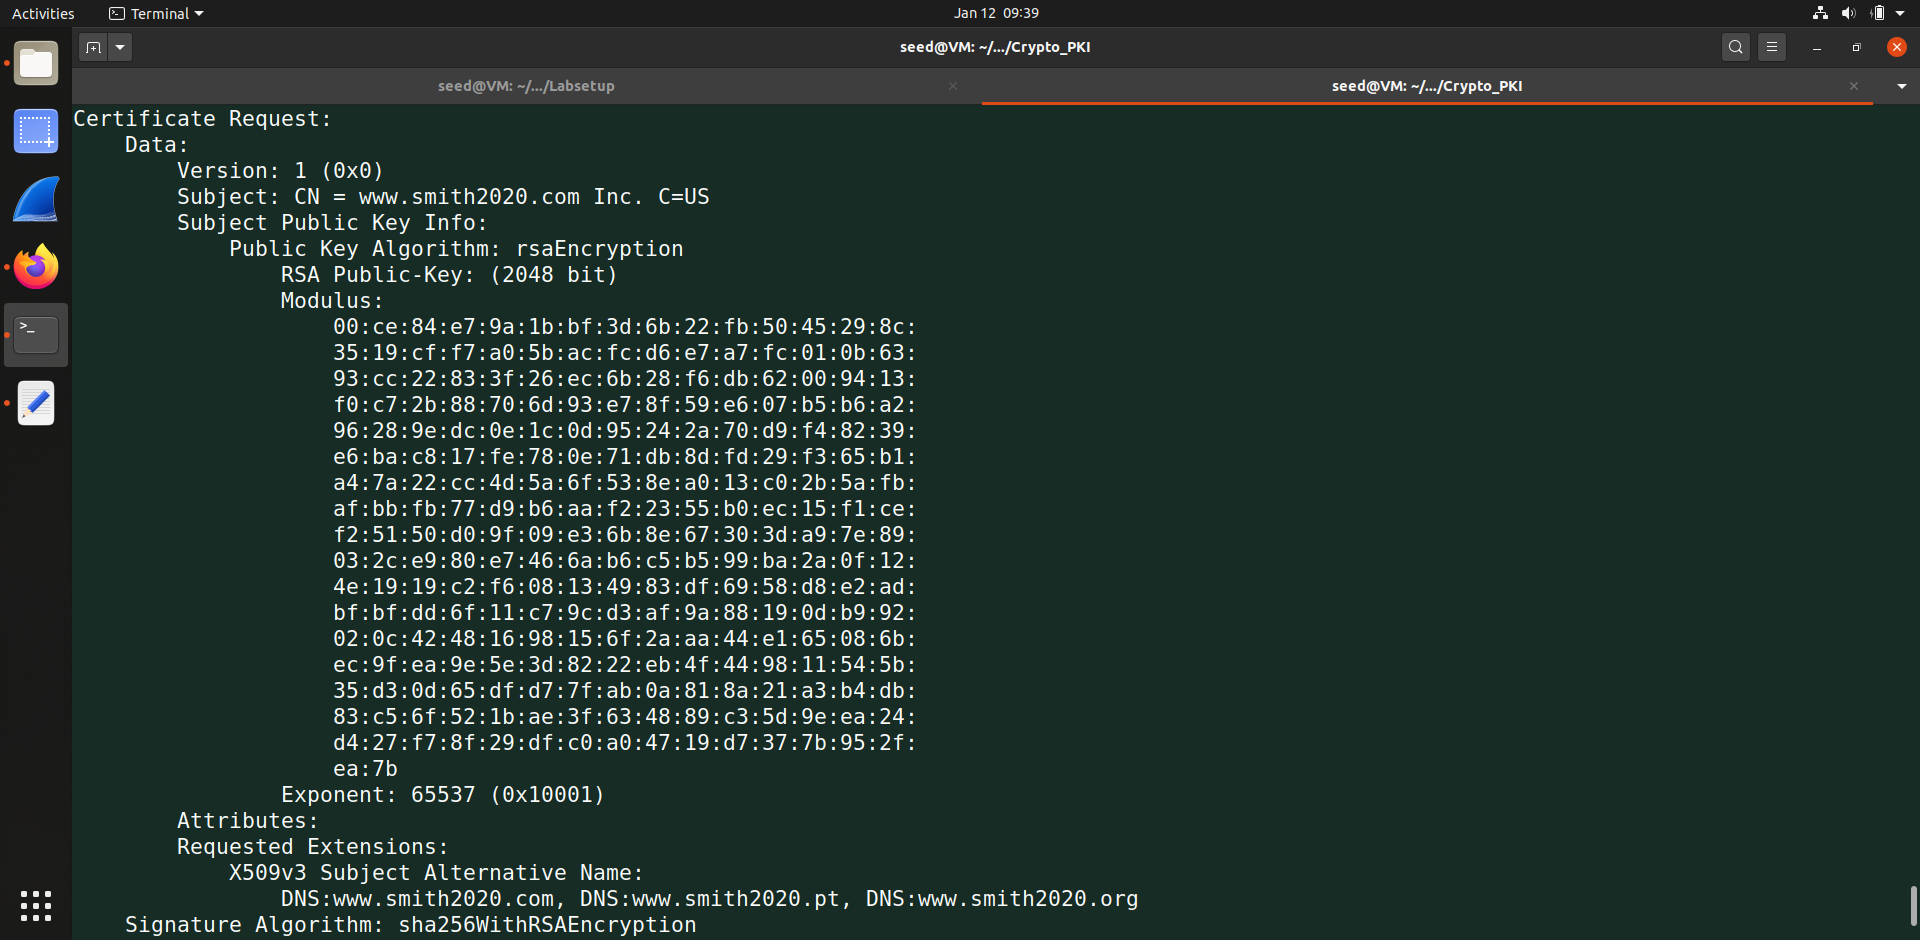 Activities
Terminal
Jan 12 09:39
seed@VM: ~/.../Crypto_PKI
seed@VM: ~/.../Labsetup
seed@VM: ~/.../Crypto_PKI
Certificate Request:
Data:
Version: 1 (0x0)
Subject: CN = www.smith2020.com Inc. C=US
Subject Public Key Info:
Public Key Algorithm: rsaEncryption
RSA Public-Key: (2048 bit)
Modulus:
00:ce:84:e7:9a:1b:bf:3d:6b:22:fb:50:45:29:8c:
35:19:cf:f7:a0:5b:ac:fc:d6:e7:a7:fc:01:0b:63:
93:cc:22:83:3f:26:ec:6b:28:f6:db:62:00:94:13:
f0:c7:2b:88:70:6d:93:e7:8f:59:e6:07:b5:b6:a2:
96:28:9e:dc:0e:1c:0d:95:24:2a:70:d9:f4:82:39:
e6:ba:c8:17:fe:78:0e:71:db:8d:fd:29:f3:65:b1:
a4:7a:22:cc:4d:5a:6f:53:8e:a0:13:c0:2b:5a:fb:
af:bb:fb:77:d9:b6:aa:f2:23:55:b0:ec:15:f1:ce:
f2:51:50:d0:9f:09:e3:6b:8e:67:30:3d:a9:7e:89:
03:2c:e9:80:e7:46:6a:b6:c5:b5:99:ba:2a:0f:12:
4e:19:19:c2:f6:08:13:49:83:df:69:58:d8:e2:ad:
bf:bf:dd:6f:11:c7:9c:d3:af:9a:88:19:0d:b9:92:
02:0c:42:48:16:98:15:6f:2a:aa:44:e1:65:08:6b:
ec:9f:ea:9e:5e:3d:82:22:eb:4f:44:98:11:54:5b:
35:d3:0d:65:df:d7:7f:ab:0a:81:8a:21:a3:b4:db:
83:c5:6f:52:1b:ae:3f:63:48:89:c3:5d:9e:ea:24:
d4:27:f7:8f:29:df:c0:a0:47:19:d7:37:7b:95:2f:
ea:7b
Exponent: 65537 (0x10001)
Attributes:
Requested Extensions:
X509v3 Subject Alternative Name:
DNS:www.smith2020.com, DNS:www.smith2020.pt, DNS:www.smith2020.org
Signature Algorithm: sha256WithRSAEncryption